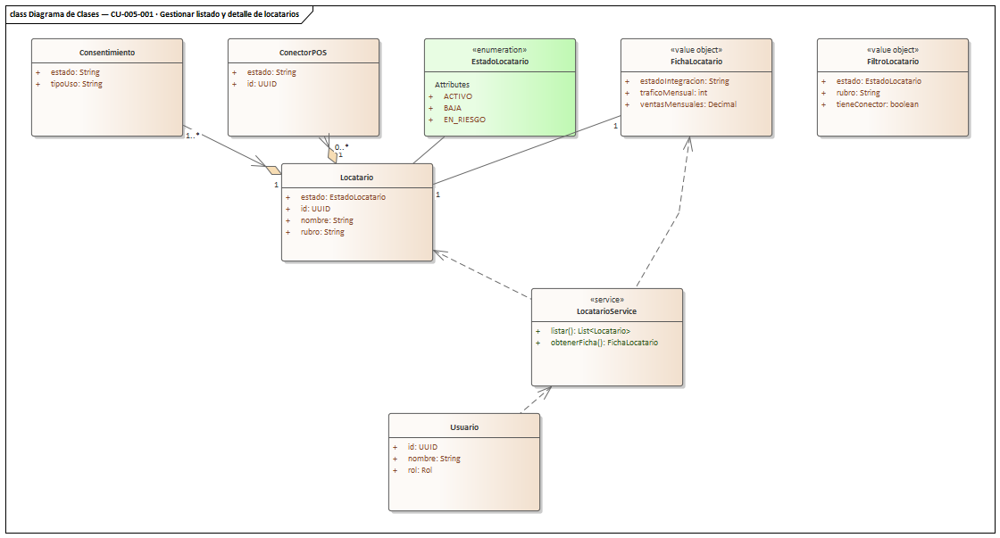 class Diagrama de Clases — CU-005-001 · Gestionar listado y detalle de locatarios
Consentimiento
+ estado: String
+ tipoUso: String
ConectorPOS
+ estado: String
+ id: UUID
«enumeration»
EstadoLocatario
Attributes
+ ACTIVO
+ BAJA
+ EN_RIESGO
«value object»
FichaLocatario
+ estadoIntegracion: String
+ traficoMensual: int
+ ventasMensuales: Decimal
«value object»
FiltroLocatario
+ estado: EstadoLocatario
+ rubro: String
+ tieneConector: boolean
1..*
0..*
1
1
1
1
Locatario
+ estado: EstadoLocatario
+ id: UUID
+ nombre: String
+ rubro: String
«service»
LocatarioService
+ listar(): List<Locatario>
+ obtenerFicha(): FichaLocatario
Usuario
+ id: UUID
+ nombre: String
+ rol: Rol